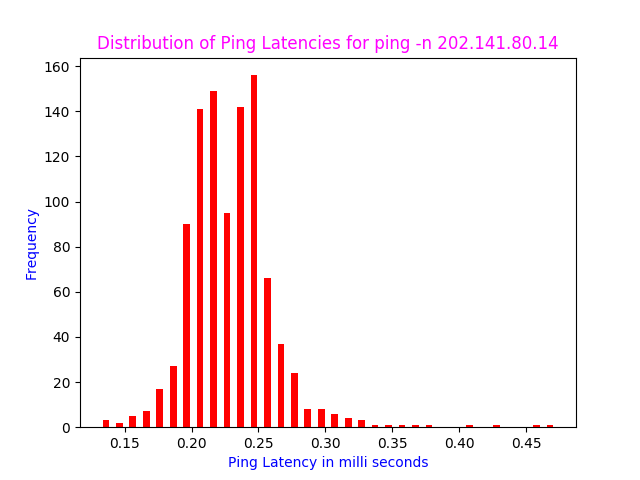 Distribution of Ping Latencies for ping -n 202.141.80.14
160
140
120
100
80
60
40
20
0
Frequency
0.15 0.20 0.25 0.30 0.35 0.40 0.45
Ping Latency in milli seconds